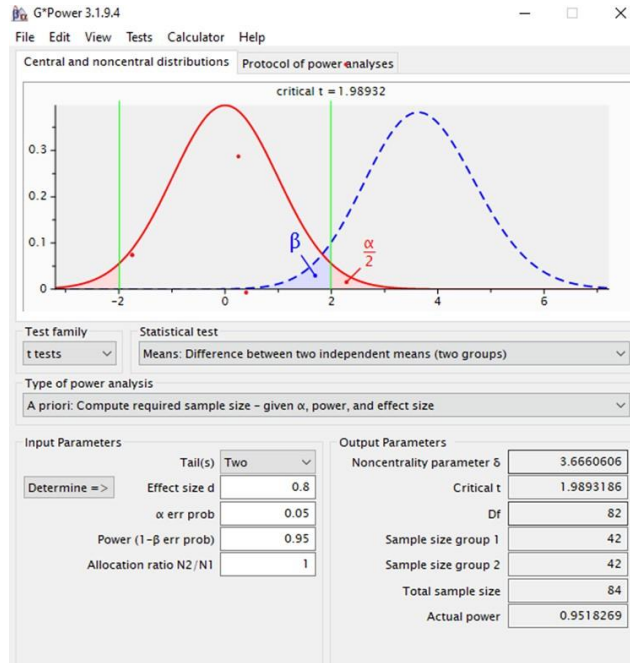 G*Power 3.1.9.4
File Edit View Tests Calculator Help
Central and noncentral distributions Protocol of power analyses
critical t = 1.98932
0.3
0.2
β α/2
0.1
0
-2 0 2 4 6
Test family Statistical test
t tests Means: Difference between two independent means (two groups)
Type of power analysis
A priori: Compute required sample size – given α, power, and effect size
Input Parameters Output Parameters
Tail(s) Two Noncentrality parameter δ 3.6660606
Determine => Effect size d 0.8 Critical t 1.9893186
α err prob 0.05 Df 82
Power (1-β err prob) 0.95 Sample size group 1 42
Allocation ratio N2/N1 1 Sample size group 2 42
Total sample size 84
Actual power 0.9518269